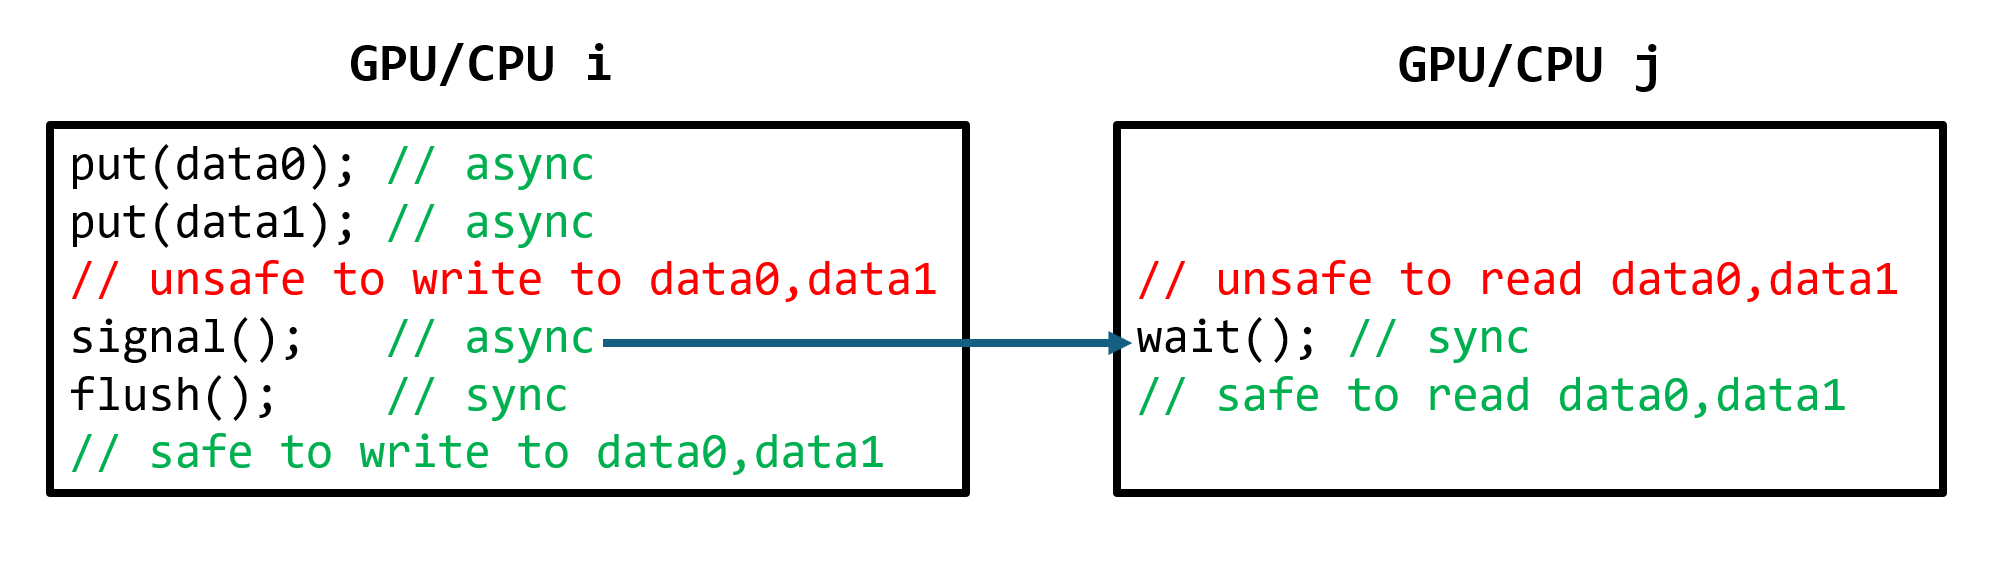 GPU/CPU i
put(data0); // async
put(data1); // async
// unsafe to write to data0,data1
signal();   // async
flush();    // sync
// safe to write to data0,data1
GPU/CPU j
// unsafe to read data0,data1
wait(); // sync
// safe to read data0,data1